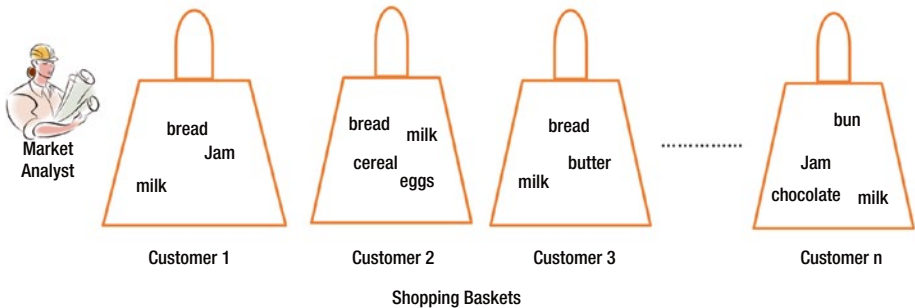 Market
Analyst
bread
Jam
milk
Customer 1
bread
milk
cereal
eggs
Customer 2
bread
butter
milk
Customer 3
bun
Jam
chocolate
milk
Customer n
Shopping Baskets